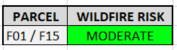 PARCEL WILDFIRE RISK
F01 / F15 MODERATE